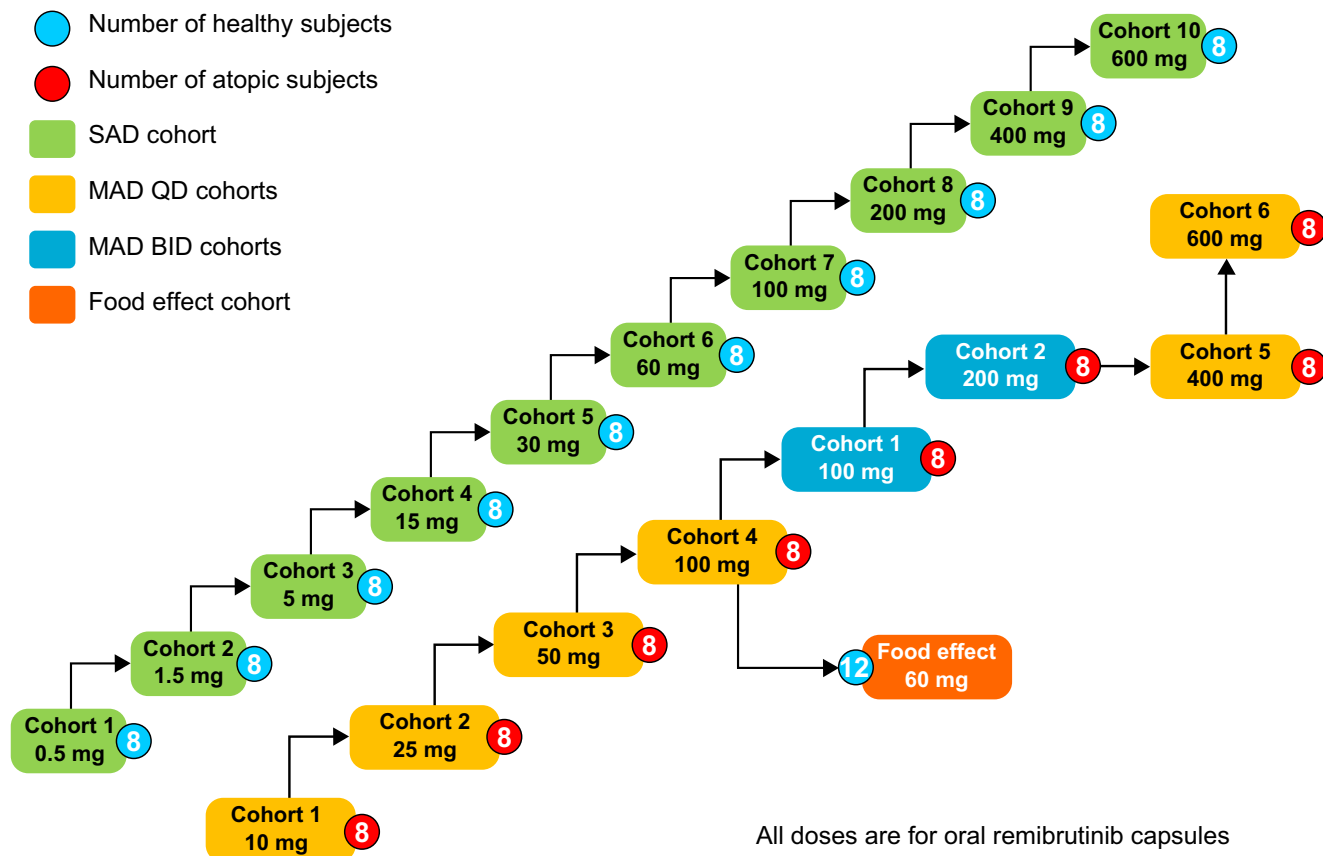 Number of healthy subjects
Number of atopic subjects
SAD cohort
MAD QD cohorts
MAD BID cohorts
Food effect cohort
Cohort 10
600 mg
8
Cohort 9
400 mg
8
Cohort 8
200 mg
8
Cohort 7
100 mg
8
Cohort 6
60 mg
8
Cohort 5
30 mg
8
Cohort 4
15 mg
8
Cohort 3
5 mg
8
Cohort 2
1.5 mg
8
Cohort 1
0.5 mg
8
Cohort 6
600 mg
8
Cohort 5
400 mg
8
Cohort 2
200 mg
8
Cohort 1
100 mg
8
Cohort 4
100 mg
8
Cohort 3
50 mg
8
Cohort 2
25 mg
8
Cohort 1
10 mg
8
12
Food effect
60 mg
All doses are for oral remibrutinib capsules